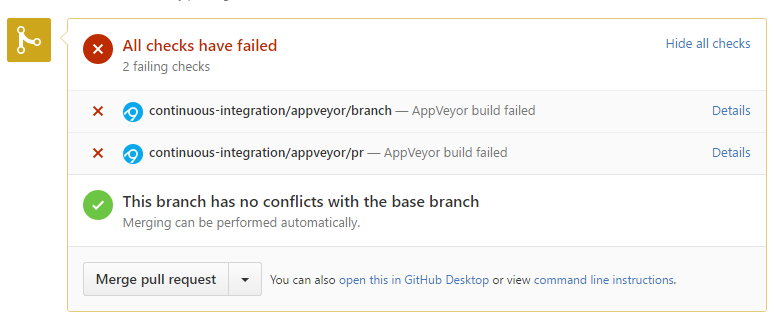 All checks have failed
Hide all checks
2 failing checks
continuous-integration/appveyor/branch — AppVeyor build failed
Details
continuous-integration/appveyor/pr — AppVeyor build failed
Details
This branch has no conflicts with the base branch
Merging can be performed automatically.
Merge pull request
You can also open this in GitHub Desktop or view command line instructions.